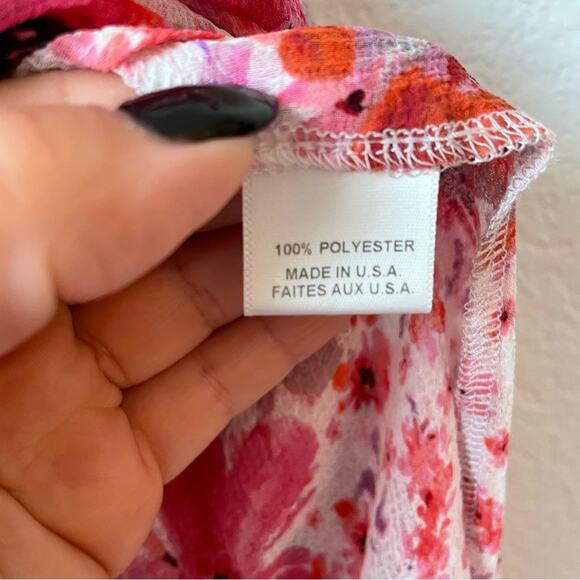 100% POLYESTER
MADE IN U.S.A.
FAITES AUX U.S.A.